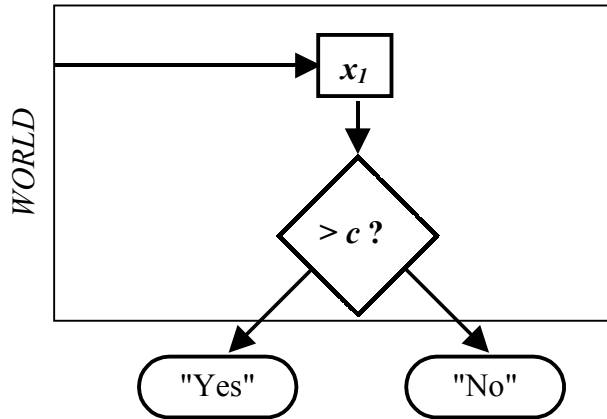 x₁
WORLD
> c ?
"Yes"
"No"